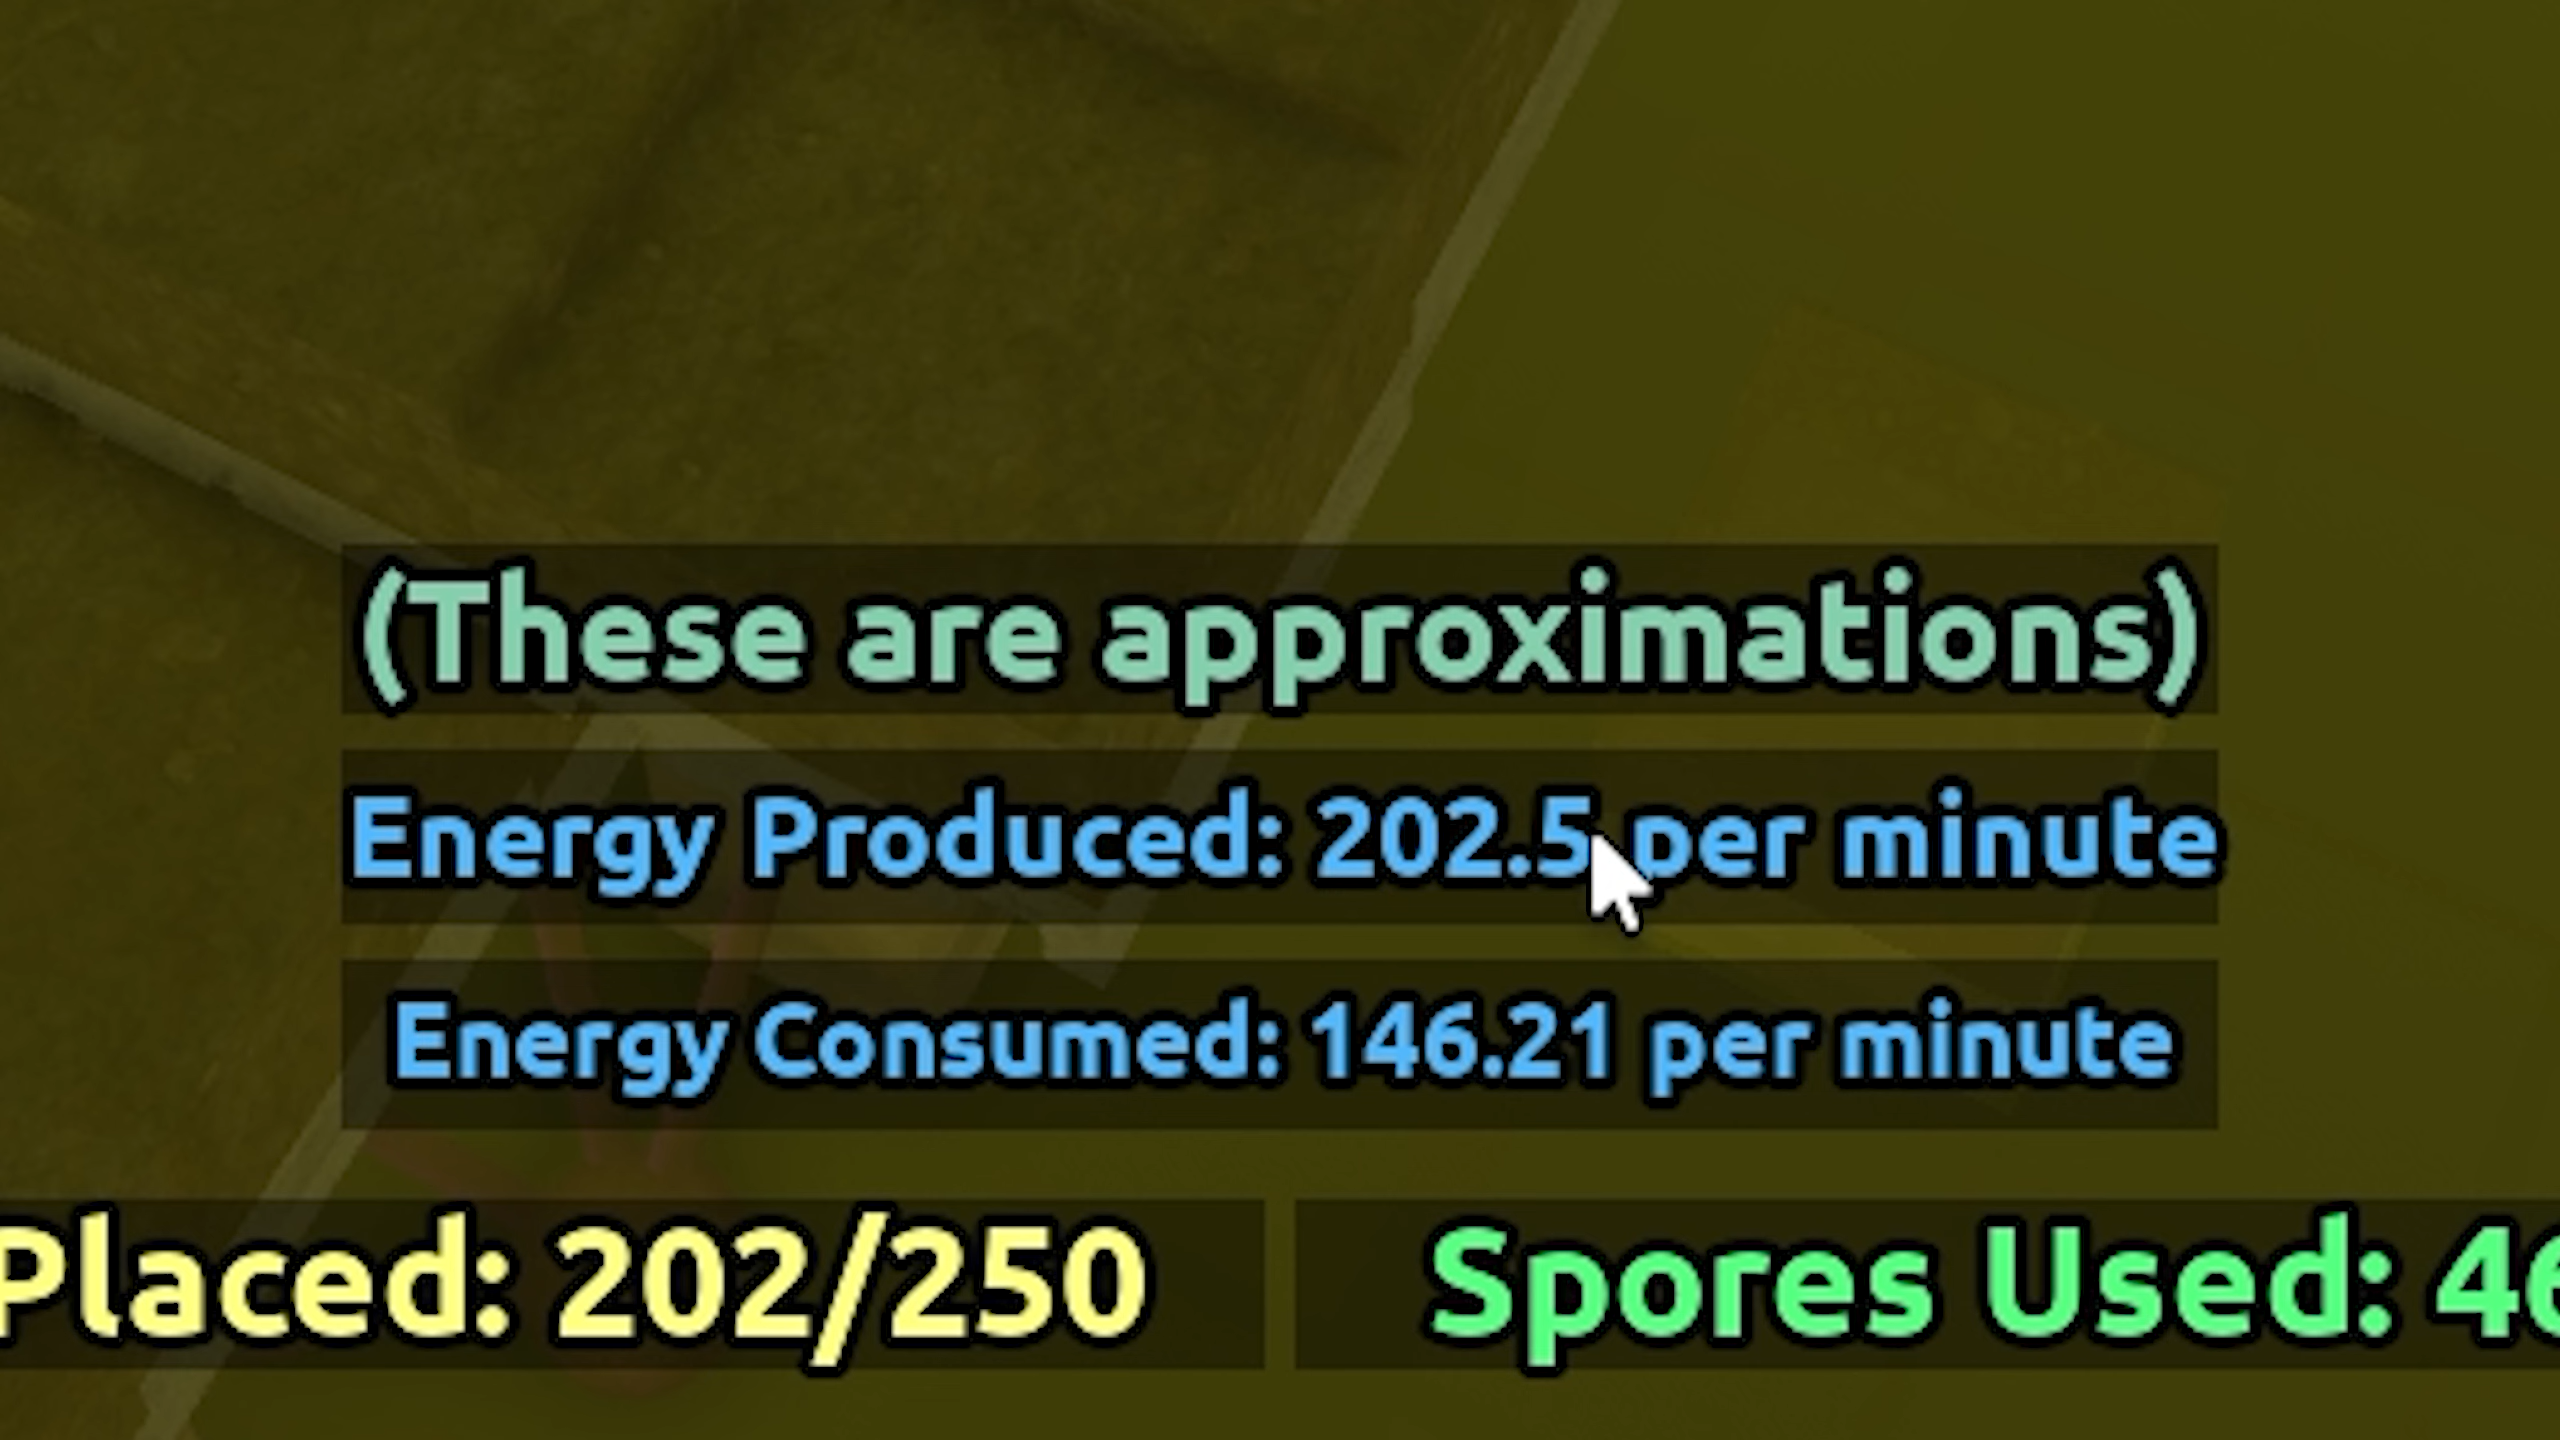 (These are approximations)
Energy Produced: 202.5 per minute
Energy Consumed: 146.21 per minute
Placed: 202/250
Spores Used: